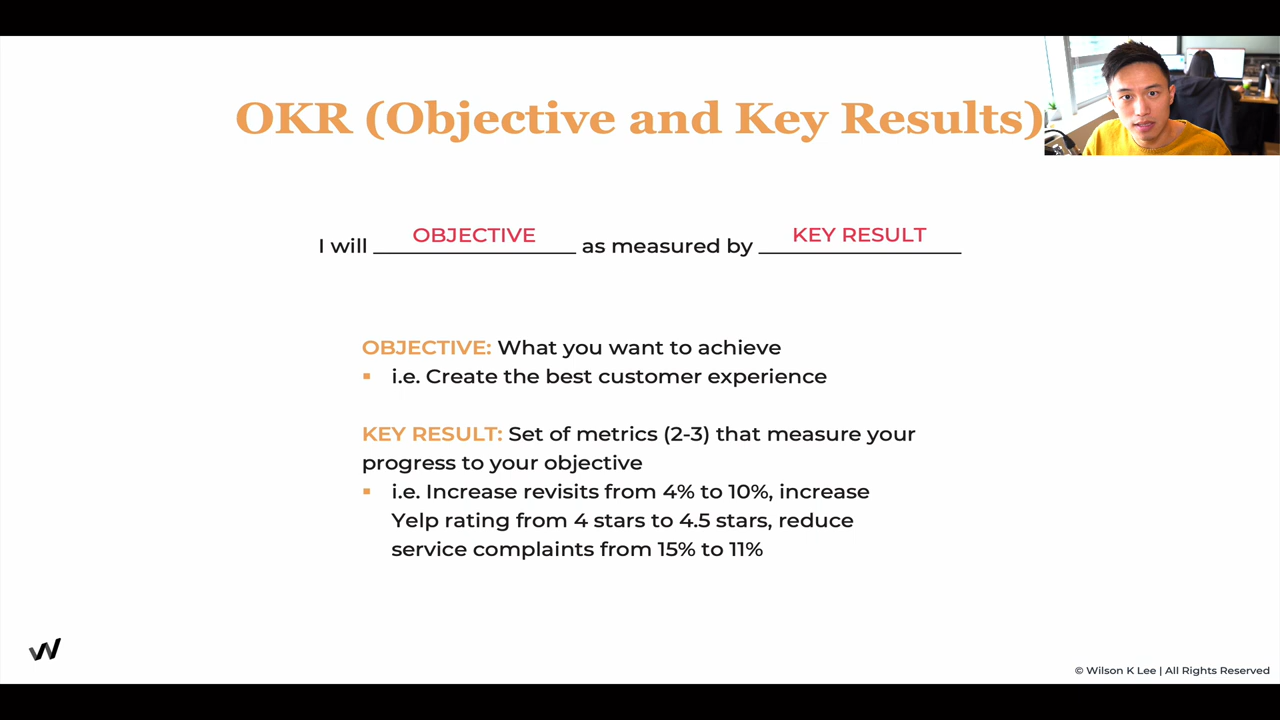 OKR (Objective and Key Results)
I will OBJECTIVE as measured by KEY RESULT
OBJECTIVE: What you want to achieve
▪ i.e. Create the best customer experience
KEY RESULT: Set of metrics (2-3) that measure your
progress to your objective
▪ i.e. Increase revisits from 4% to 10%, increase
Yelp rating from 4 stars to 4.5 stars, reduce
service complaints from 15% to 11%
© Wilson K Lee | All Rights Reserved